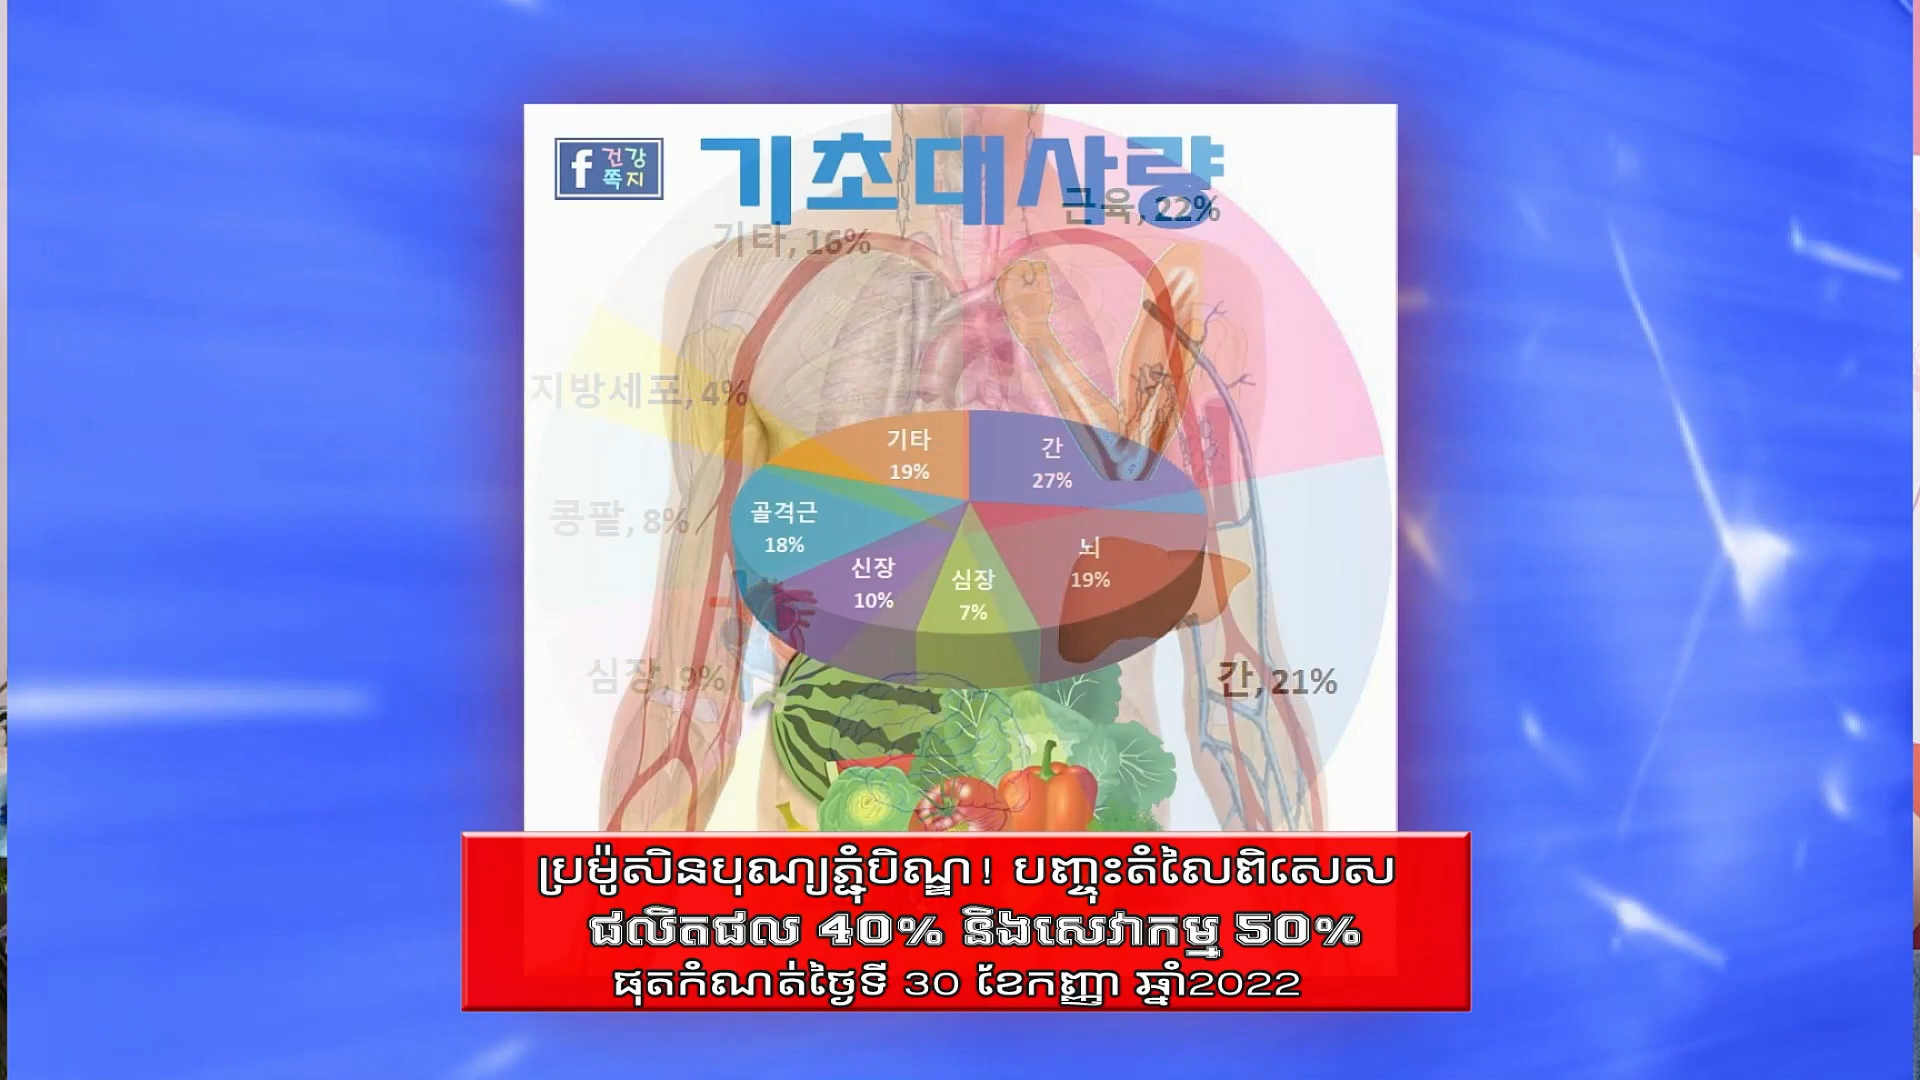 건강
쪽지
기초대사량
근육, 22%
기타, 16%
지방세포, 4%
기타
19%
간
27%
골격근
18%
콩팥, 8%
뇌
19%
신장
10%
심장
7%
심장, 9%
간, 21%
ប្រម៉ូសិនបុណ្យភ្ជុំបិណ្ឌ! បញ្ចុះតំលៃពិសេស
ផលិតផល 40% និងសេវាកម្ម 50%
ផុតកំណត់ថ្ងៃទី 30 ខែកញ្ញា ឆ្នាំ2022